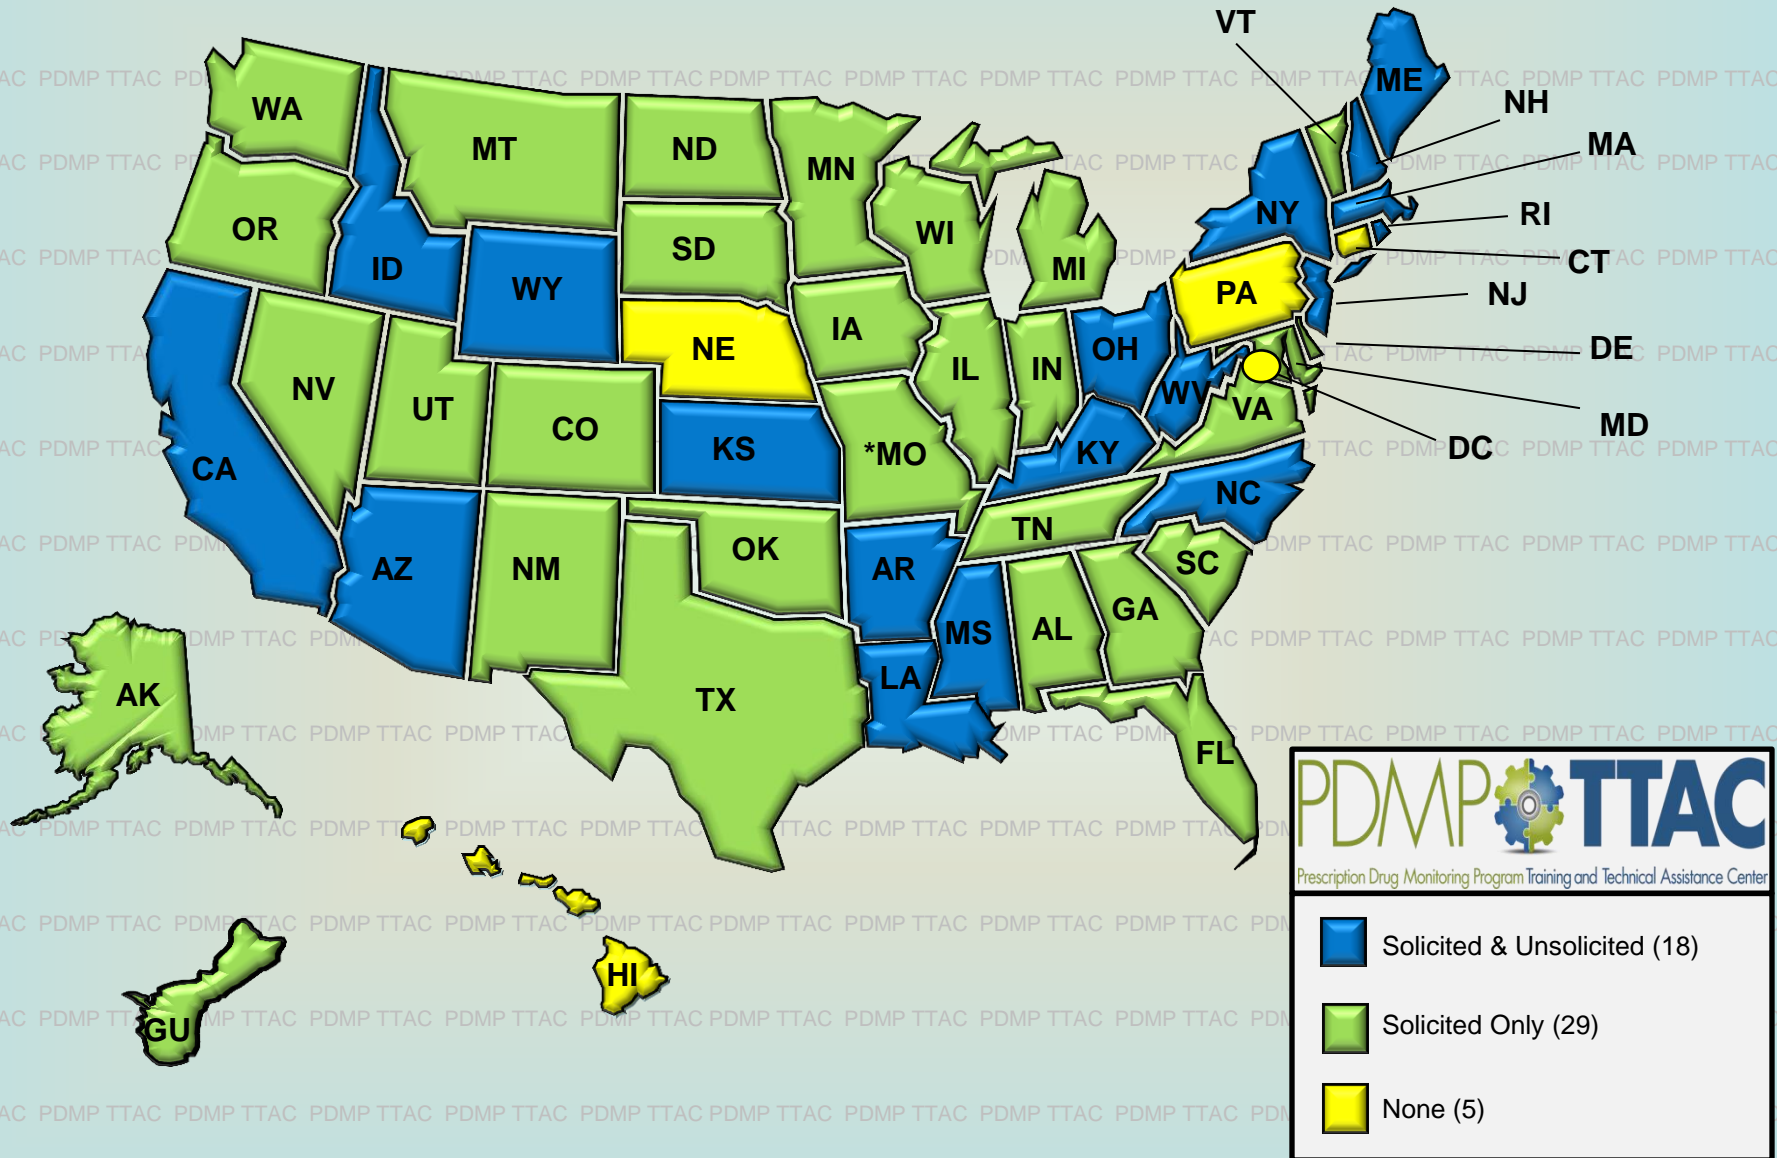 VT
ME
WA
NH
MT
ND
MA
MN
NY
RI
OR
WI
SD
CT
ID
MI
WY
PA
NJ
IA
NE
OH
DE
NV
IL
IN
WV
UT
VA
CO
MD
KS
*MO
KY
DC
CA
NC
TN
OK
SC
AZ
NM
AR
GA
MS
AL
LA
AK
TX
FL
HI
GU
PDMP TTAC
Prescription Drug Monitoring Program Training and Technical Assistance Center
Solicited & Unsolicited (18)
Solicited Only (29)
None (5)